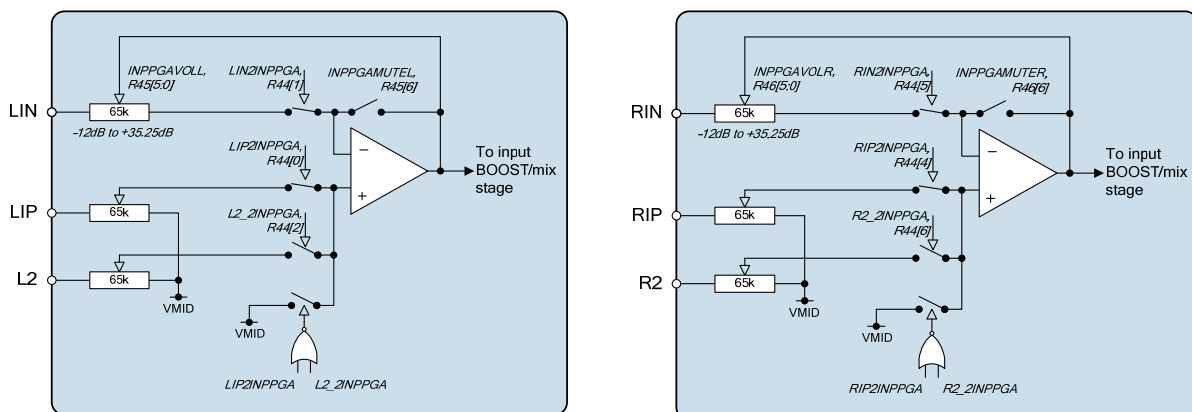 INPPGAVOLL,
R45[5:0]
LIN2INPPGA,
R44[1]
INPPGAMUTEL,
R45[6]
LIN
65k
-12dB to +35.25dB
LIP2INPPGA,
R44[0]
−
+
To input
BOOST/mix
stage
LIP
65k
L2_2INPPGA,
R44[2]
L2
65k
VMID
VMID
LIP2INPPGA
L2_2INPPGA
INPPGAVOLR,
R46[5:0]
RIN2INPPGA,
R44[5]
INPPGAMUTER,
R46[6]
RIN
65k
-12dB to +35.25dB
RIP2INPPGA,
R44[4]
−
+
To input
BOOST/mix
stage
RIP
65k
R2_2INPPGA,
R44[6]
R2
65k
VMID
VMID
RIP2INPPGA
R2_2INPPGA